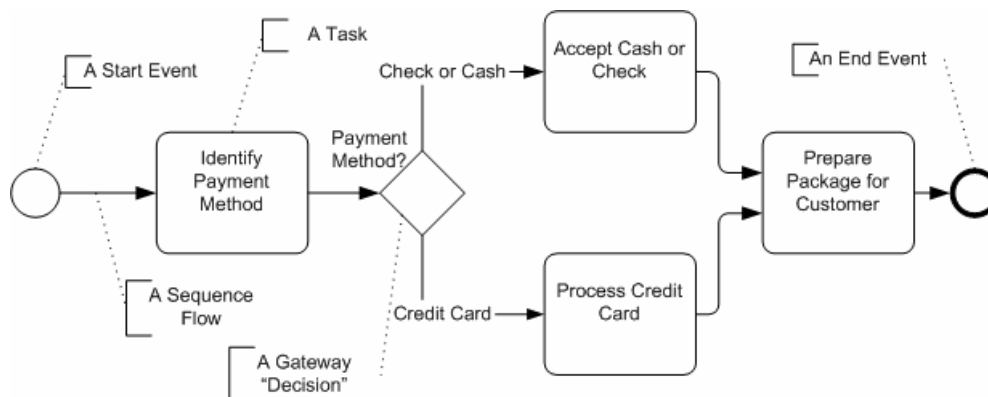 A Start Event
A Task
Check or Cash
Accept Cash or
Check
An End Event
Identify
Payment
Method
Payment
Method?
Prepare
Package for
Customer
A Sequence
Flow
Credit Card
Process Credit
Card
A Gateway
“Decision”